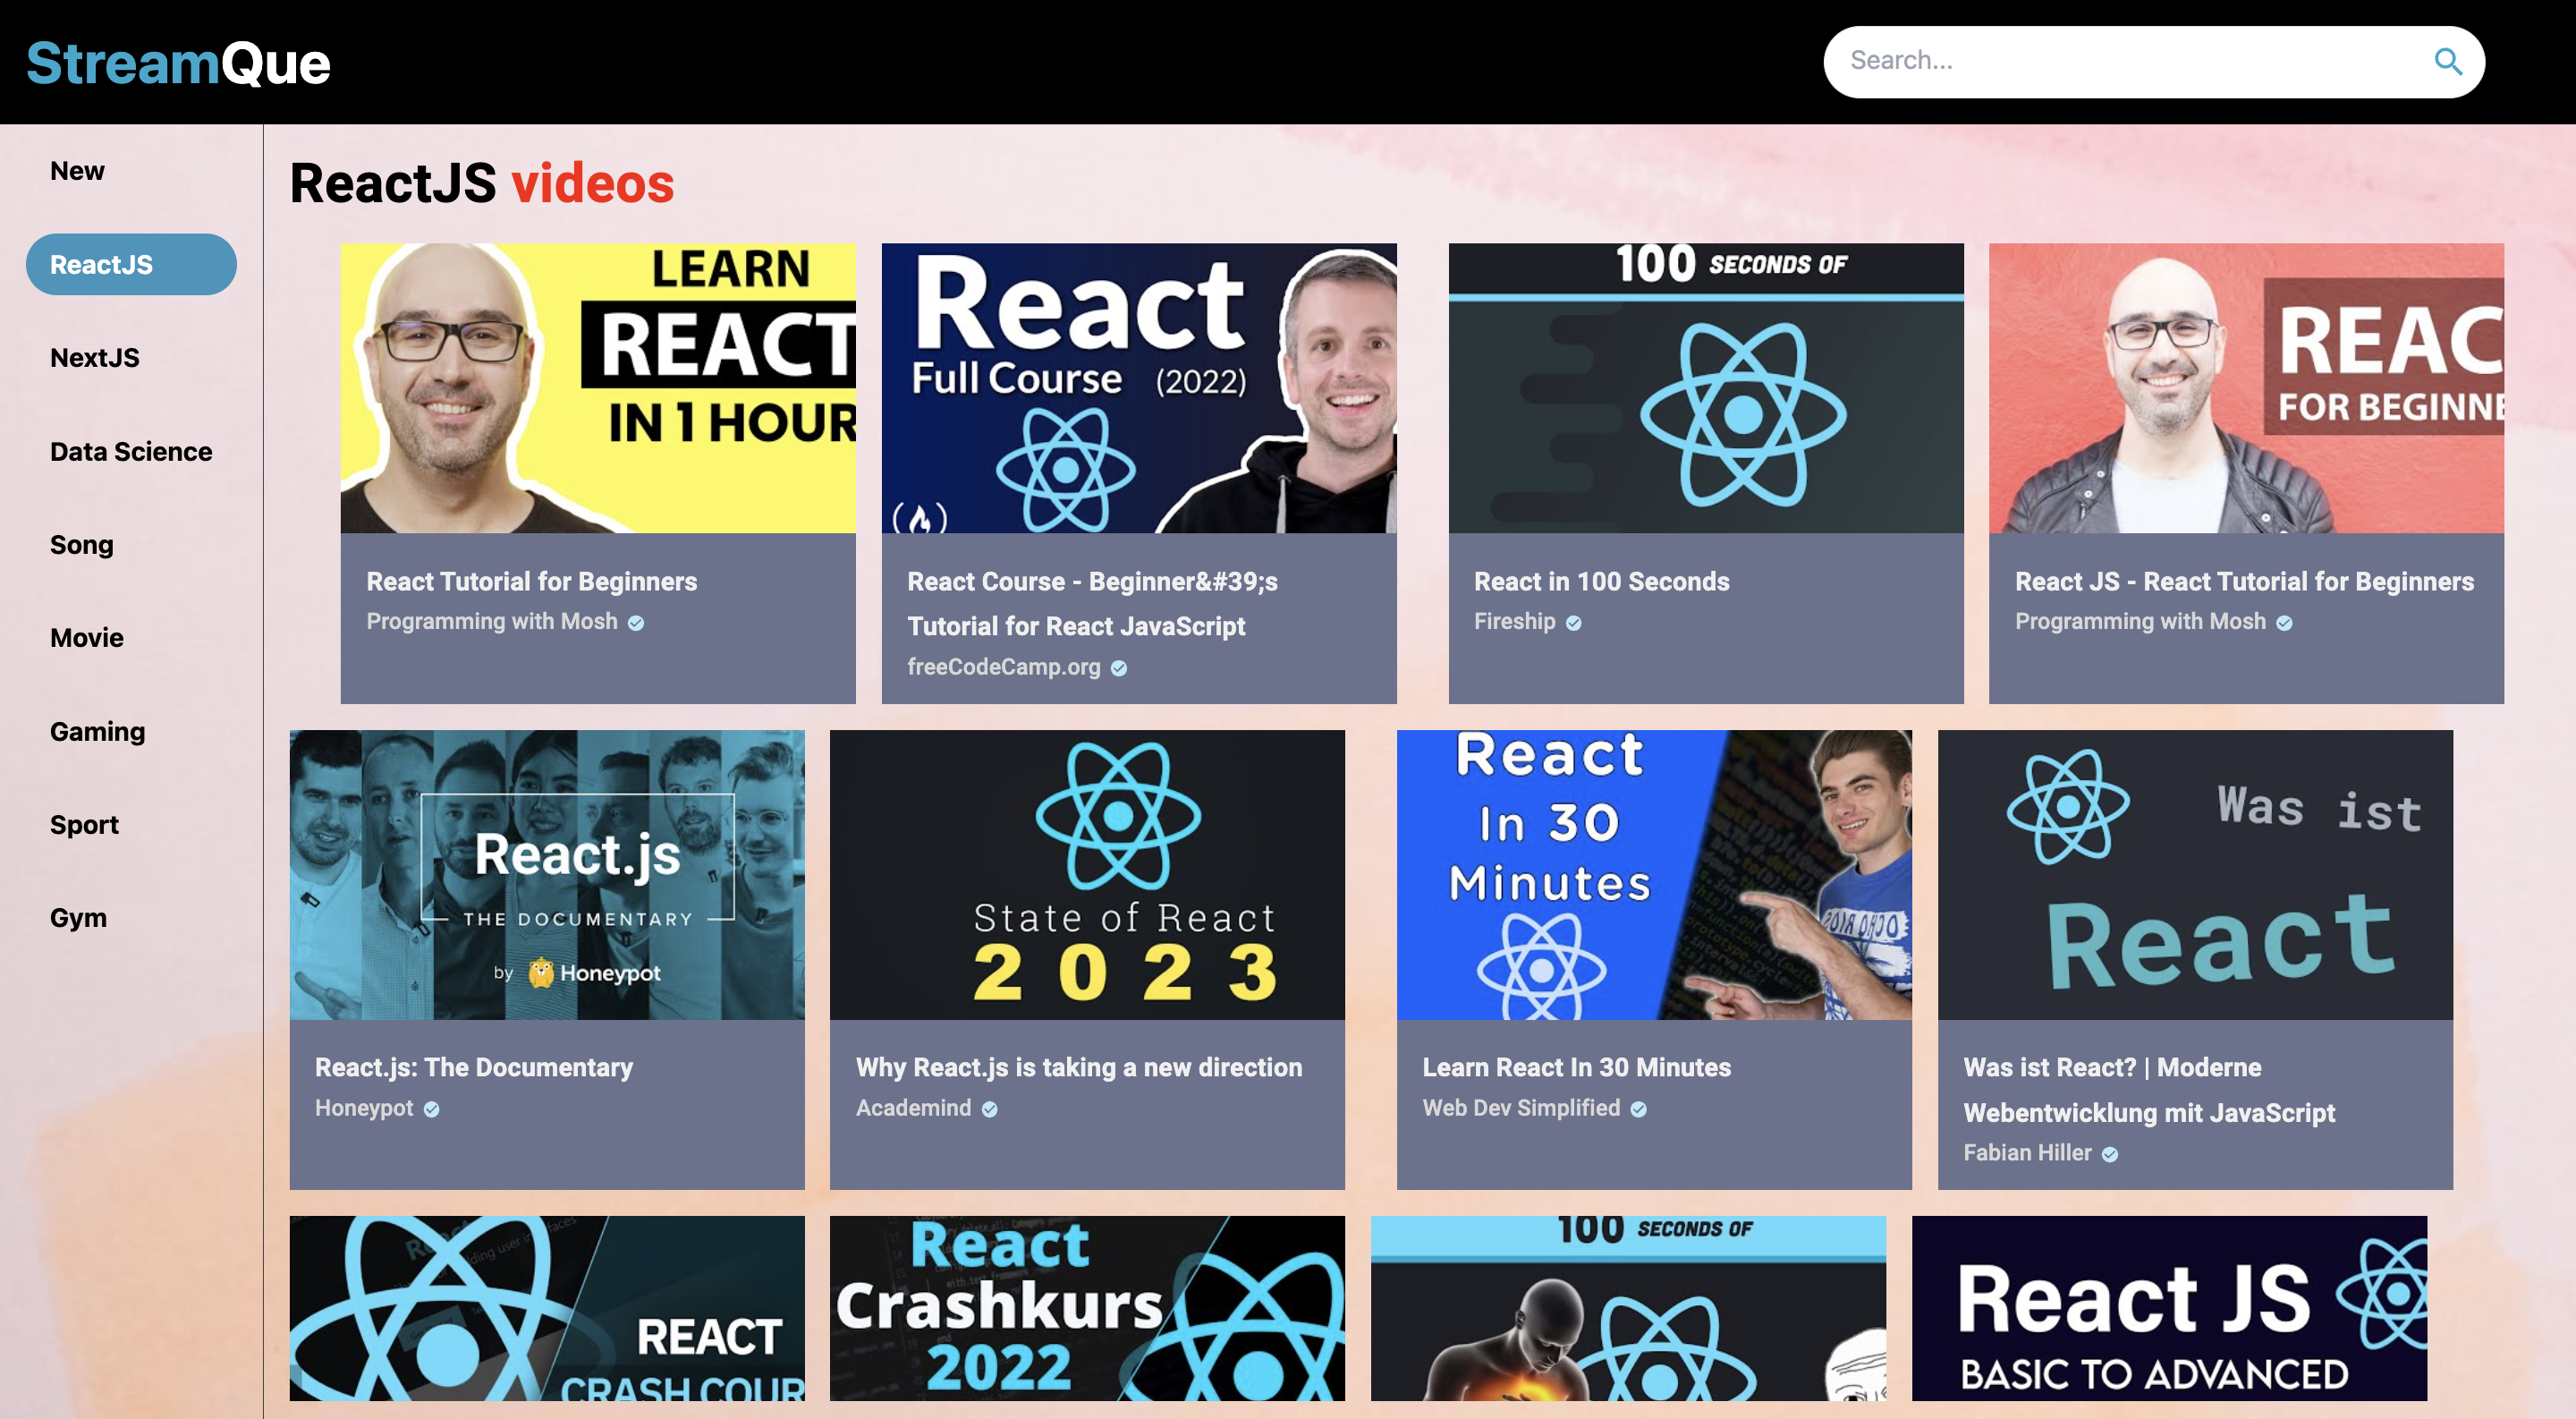 StreamQue
Search...
New
ReactJS
NextJS
Data Science
Song
Movie
Gaming
Sport
Gym
ReactJS videos
LEARN
REACT
IN 1 HOUR
React
Full Course (2022)
100 SECONDS OF
REAC
FOR BEGINNE
React Tutorial for Beginners
Programming with Mosh
React Course - Beginner&#39;s
Tutorial for React JavaScript
freeCodeCamp.org
React in 100 Seconds
Fireship
React JS - React Tutorial for Beginners
Programming with Mosh
React.js
THE DOCUMENTARY
by Honeypot
State of React
2023
React
In 30
Minutes
Was ist
React
React.js: The Documentary
Honeypot
Why React.js is taking a new direction
Academind
Learn React In 30 Minutes
Web Dev Simplified
Was ist React? | Moderne
Webentwicklung mit JavaScript
Fabian Hiller
REACT
CRASH COUR
React
Crashkurs
2022
100 SECONDS OF
React JS
BASIC TO ADVANCED